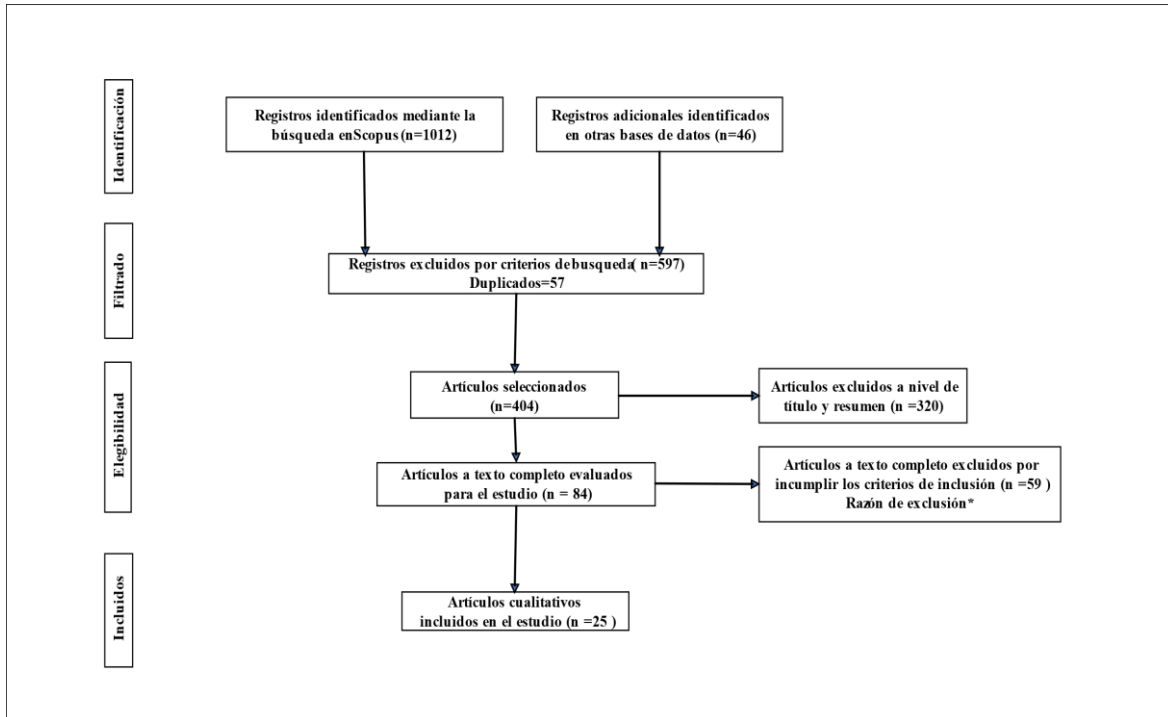 Identificación
Registros identificados mediante la
búsqueda enScopus (n=1012)
Registros adicionales identificados
en otras bases de datos (n=46)
Filtrado
Registros excluidos por criterios debusqueda( n=597)
Duplicados=57
Elegibilidad
Artículos seleccionados
(n=404)
Artículos excluidos a nivel de
título y resumen (n =320)
Artículos a texto completo evaluados
para el estudio (n = 84)
Artículos a texto completo excluidos por
incumplir los criterios de inclusión (n =59 )
Razón de exclusión*
Incluidos
Artículos cualitativos
incluidos en el estudio (n =25 )